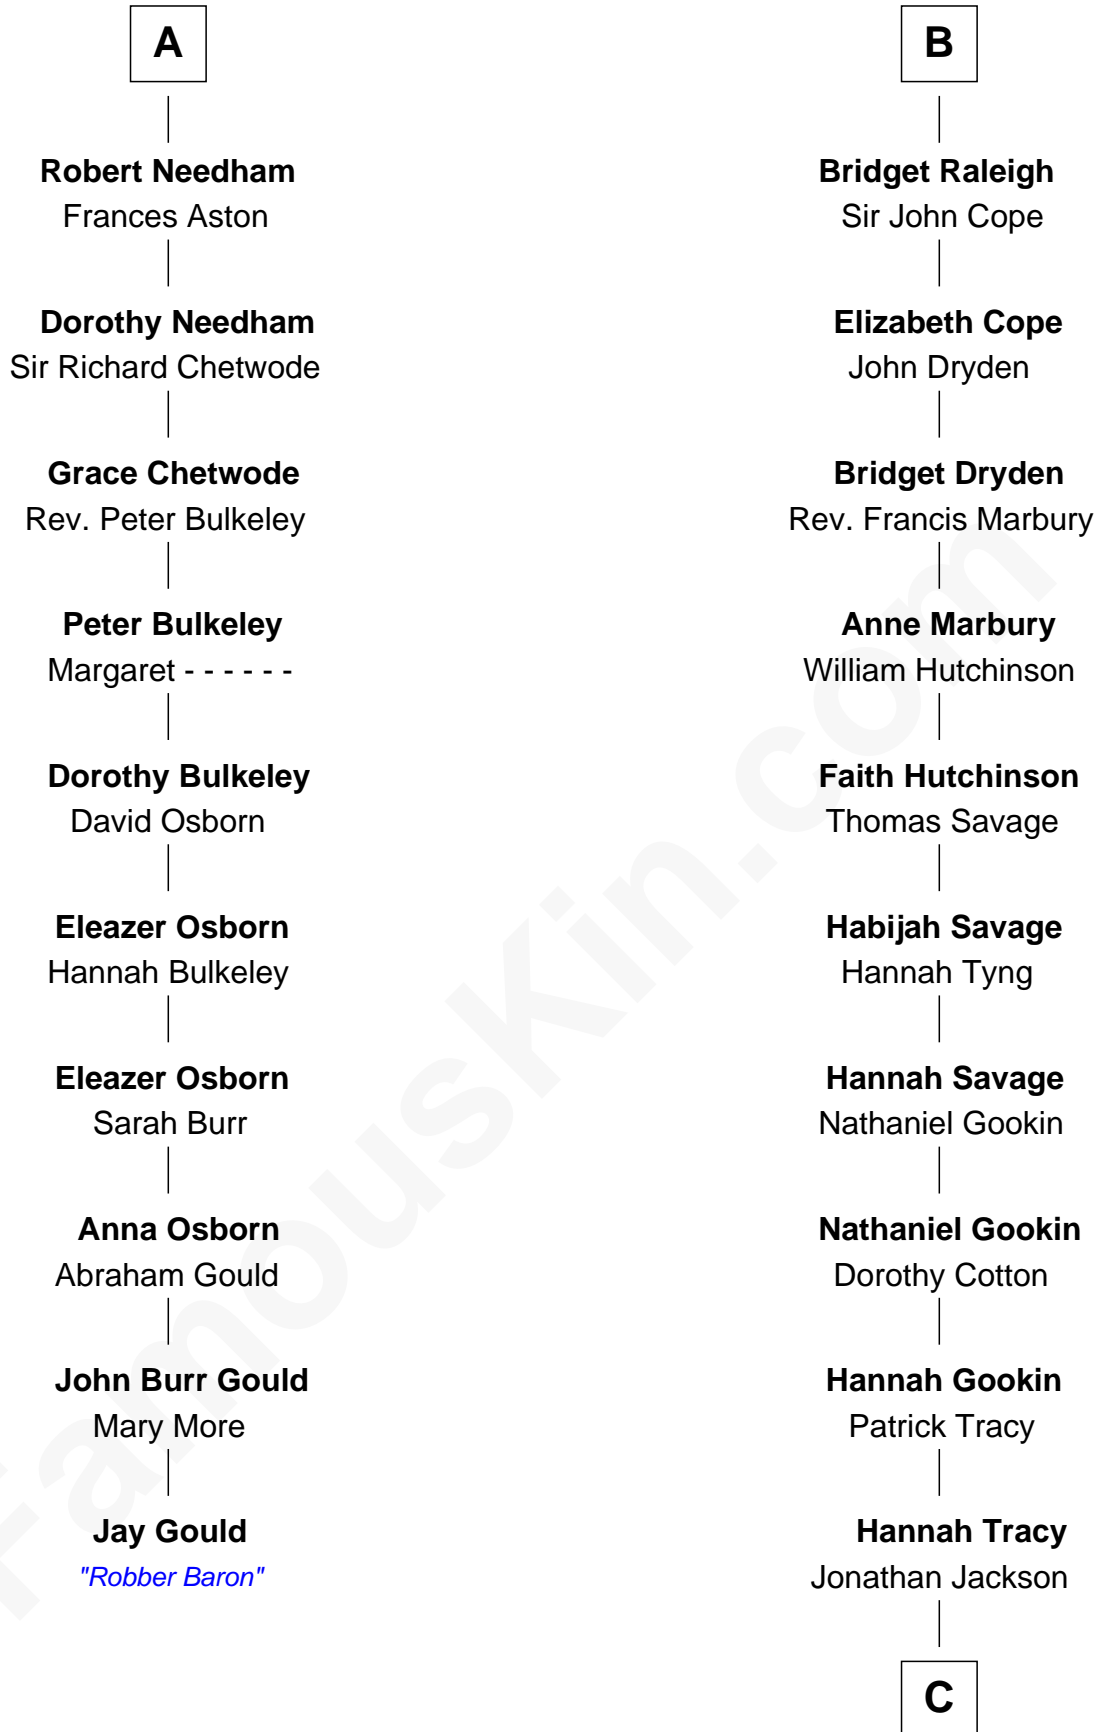 A
Robert Needham
Frances Aston
Dorothy Needham
Sir Richard Chetwode
Grace Chetwode
Rev. Peter Bulkeley
Peter Bulkeley
Margaret - - - - - -
Dorothy Bulkeley
David Osborn
Eleazer Osborn
Hannah Bulkeley
Eleazer Osborn
Sarah Burr
Anna Osborn
Abraham Gould
John Burr Gould
Mary More
Jay Gould
"Robber Baron"
B
Bridget Raleigh
Sir John Cope
Elizabeth Cope
John Dryden
Bridget Dryden
Rev. Francis Marbury
Anne Marbury
William Hutchinson
Faith Hutchinson
Thomas Savage
Habijah Savage
Hannah Tyng
Hannah Savage
Nathaniel Gookin
Nathaniel Gookin
Dorothy Cotton
Hannah Gookin
Patrick Tracy
Hannah Tracy
Jonathan Jackson
C
FamousKin.com